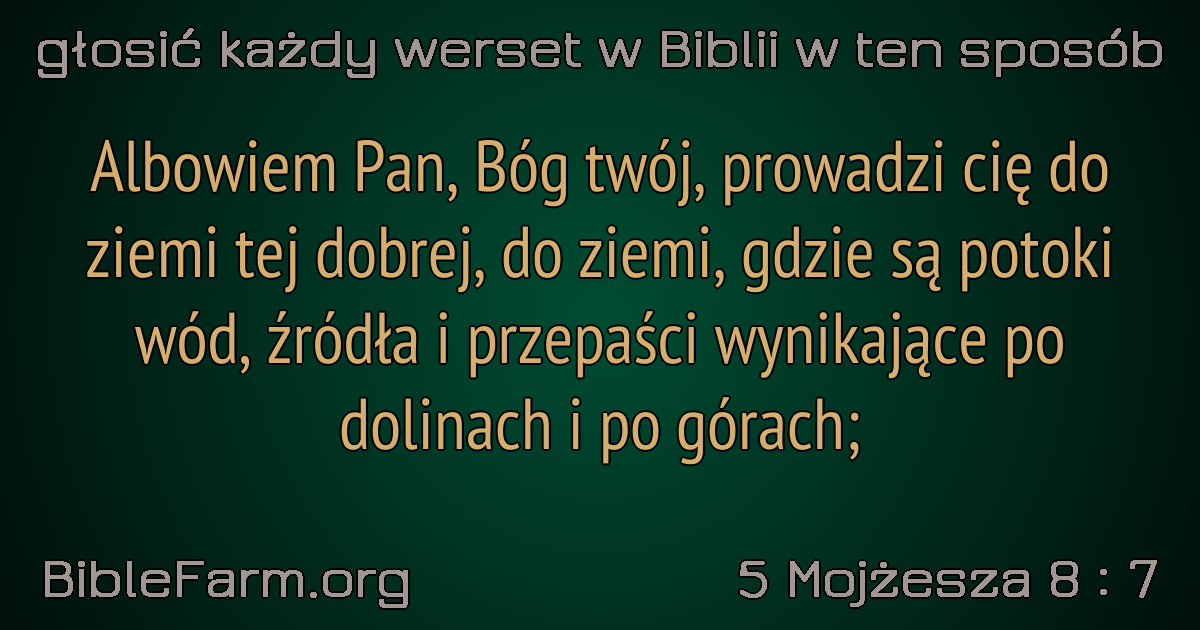 głosić każdy werset w Biblii w ten sposób
Albowiem Pan, Bóg twój, prowadzi cię do
ziemi tej dobrej, do ziemi, gdzie są potoki
wód, źródła i przepaści wynikające po
dolinach i po górach;
BibleFarm.org
5 Mojżesza 8 : 7